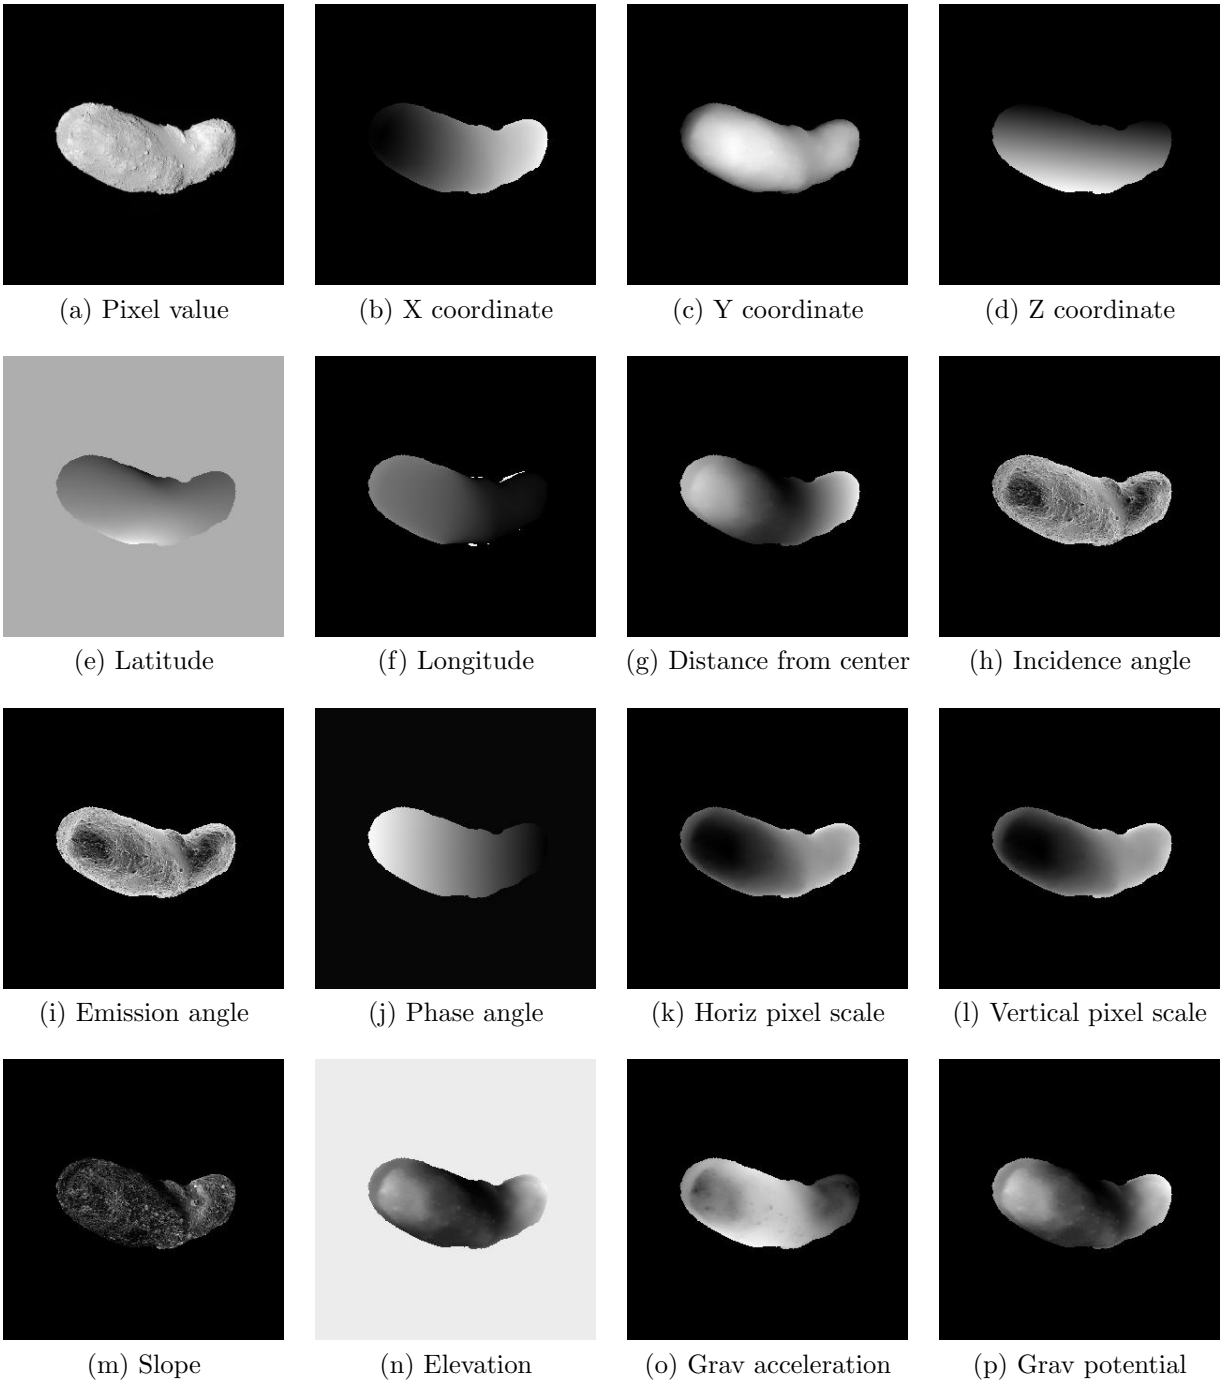 (a) Pixel value
(b) X coordinate
(c) Y coordinate
(d) Z coordinate
(e) Latitude
(f) Longitude
(g) Distance from center
(h) Incidence angle
(i) Emission angle
(j) Phase angle
(k) Horiz pixel scale
(l) Vertical pixel scale
(m) Slope
(n) Elevation
(o) Grav acceleration
(p) Grav potential